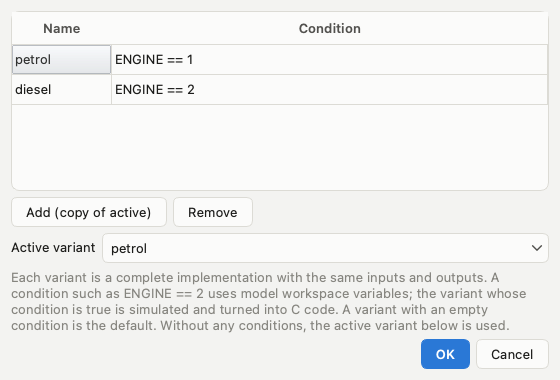 Name Condition
petrol ENGINE == 1
diesel ENGINE == 2
Add (copy of active) Remove
Active variant petrol
Each variant is a complete implementation with the same inputs and outputs. A
condition such as ENGINE == 2 uses model workspace variables; the variant whose
condition is true is simulated and turned into C code. A variant with an empty
condition is the default. Without any conditions, the active variant below is used.
OK Cancel